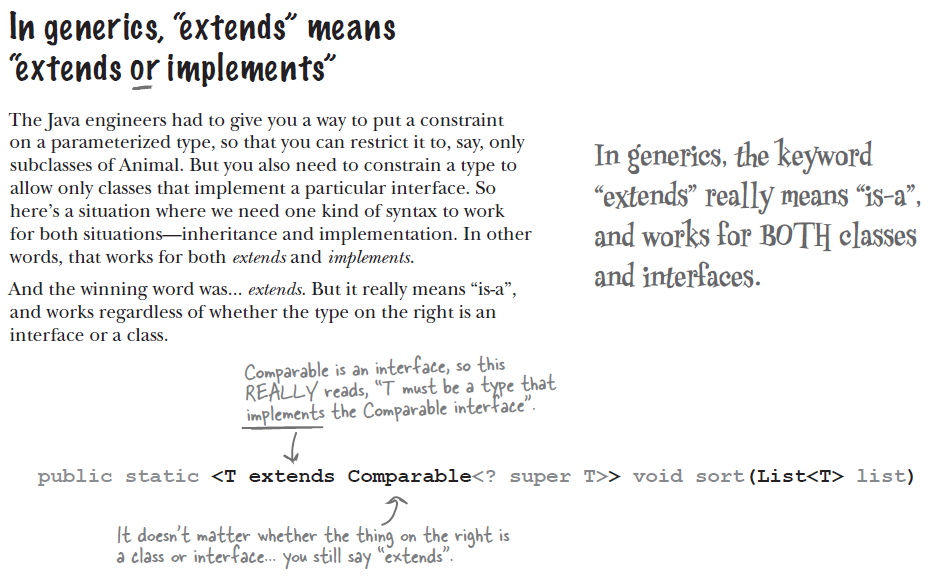 In generics, “extends” means
“extends or implements”
The Java engineers had to give you a way to put a constraint
on a parameterized type, so that you can restrict it to, say, only
subclasses of Animal. But you also need to constrain a type to
allow only classes that implement a particular interface. So
here’s a situation where we need one kind of syntax to work
for both situations—inheritance and implementation. In other
words, that works for both extends and implements.
And the winning word was... extends. But it really means “is-a”,
and works regardless of whether the type on the right is an
interface or a class.
In generics, the keyword
“extends” really means “is-a”,
and works for BOTH classes
and interfaces.
Comparable is an interface, so this
REALLY reads, “T must be a type that
implements the Comparable interface”.
public static <T extends Comparable<? super T>> void sort(List<T> list)
It doesn’t matter whether the thing on the right is
a class or interface... you still say “extends”.